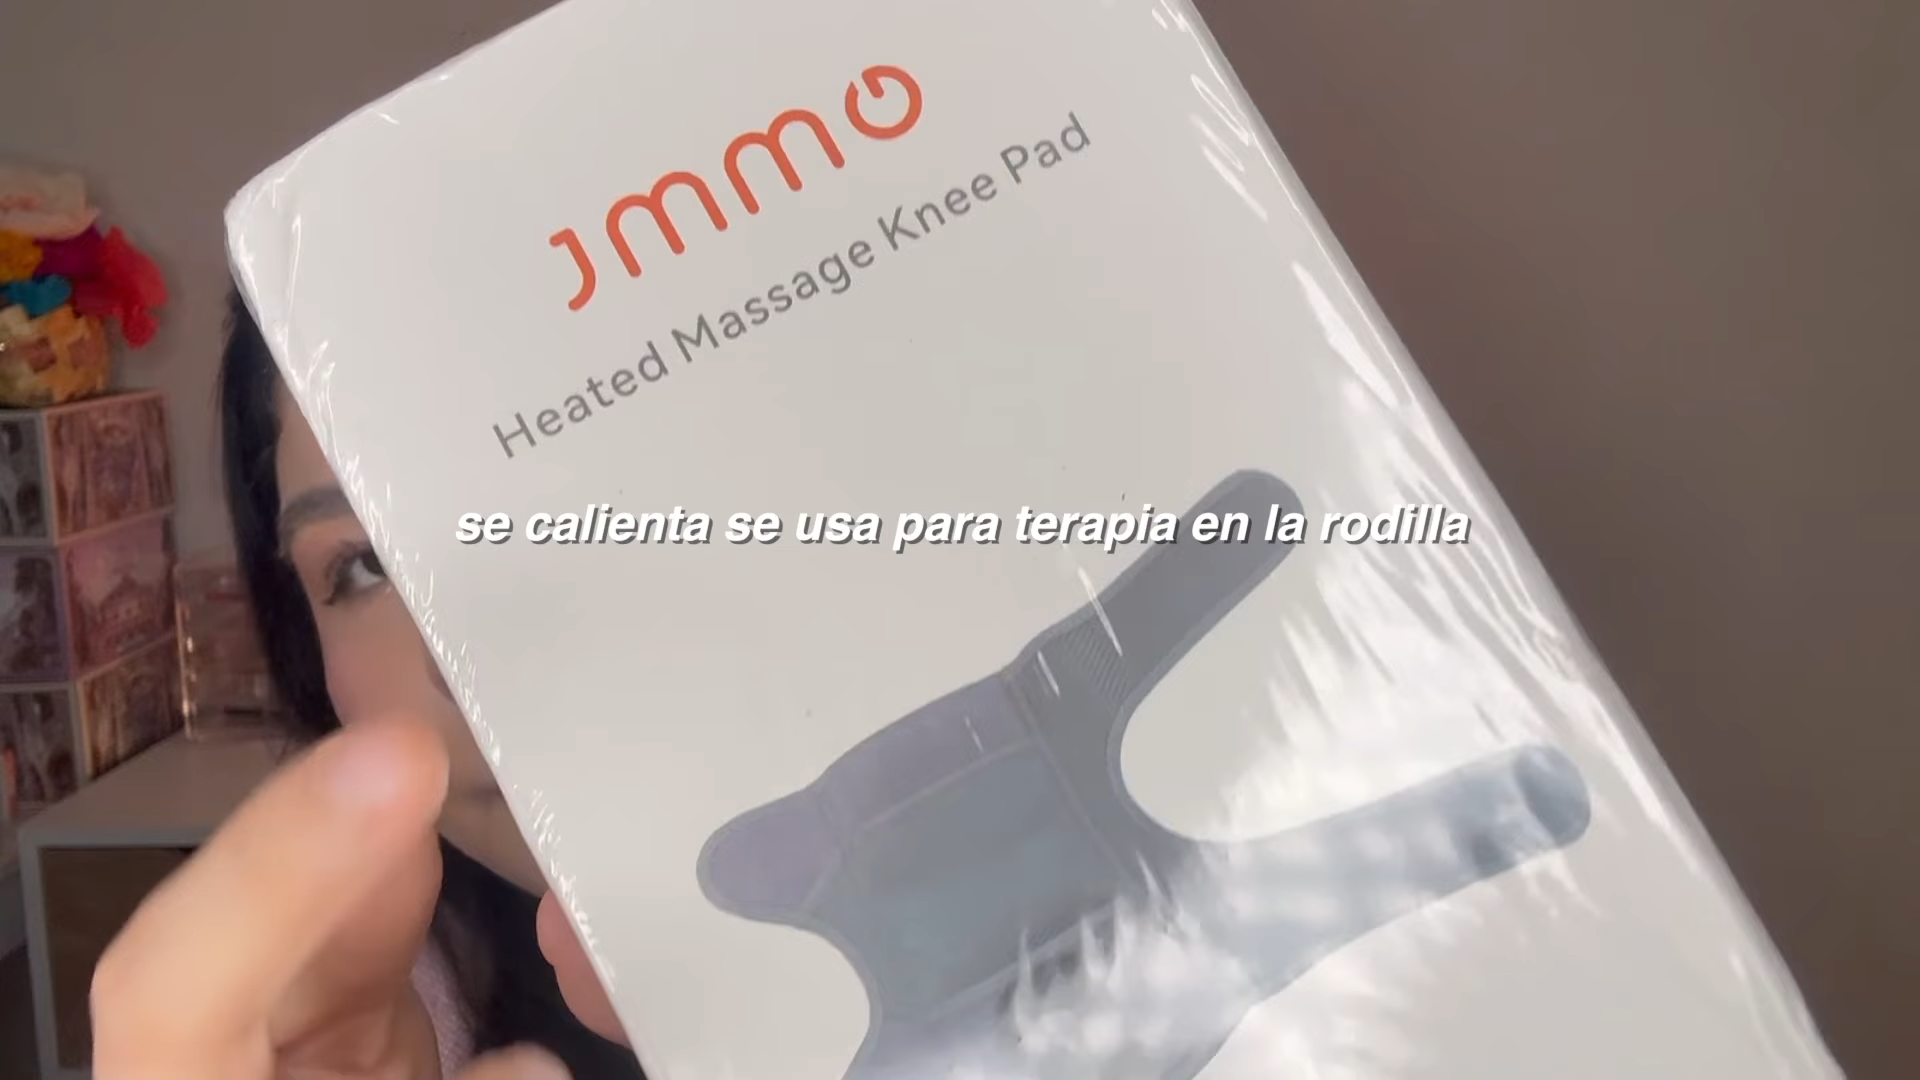 Jmmo
Heated Massage Knee Pad
se calienta se usa para terapia en la rodilla